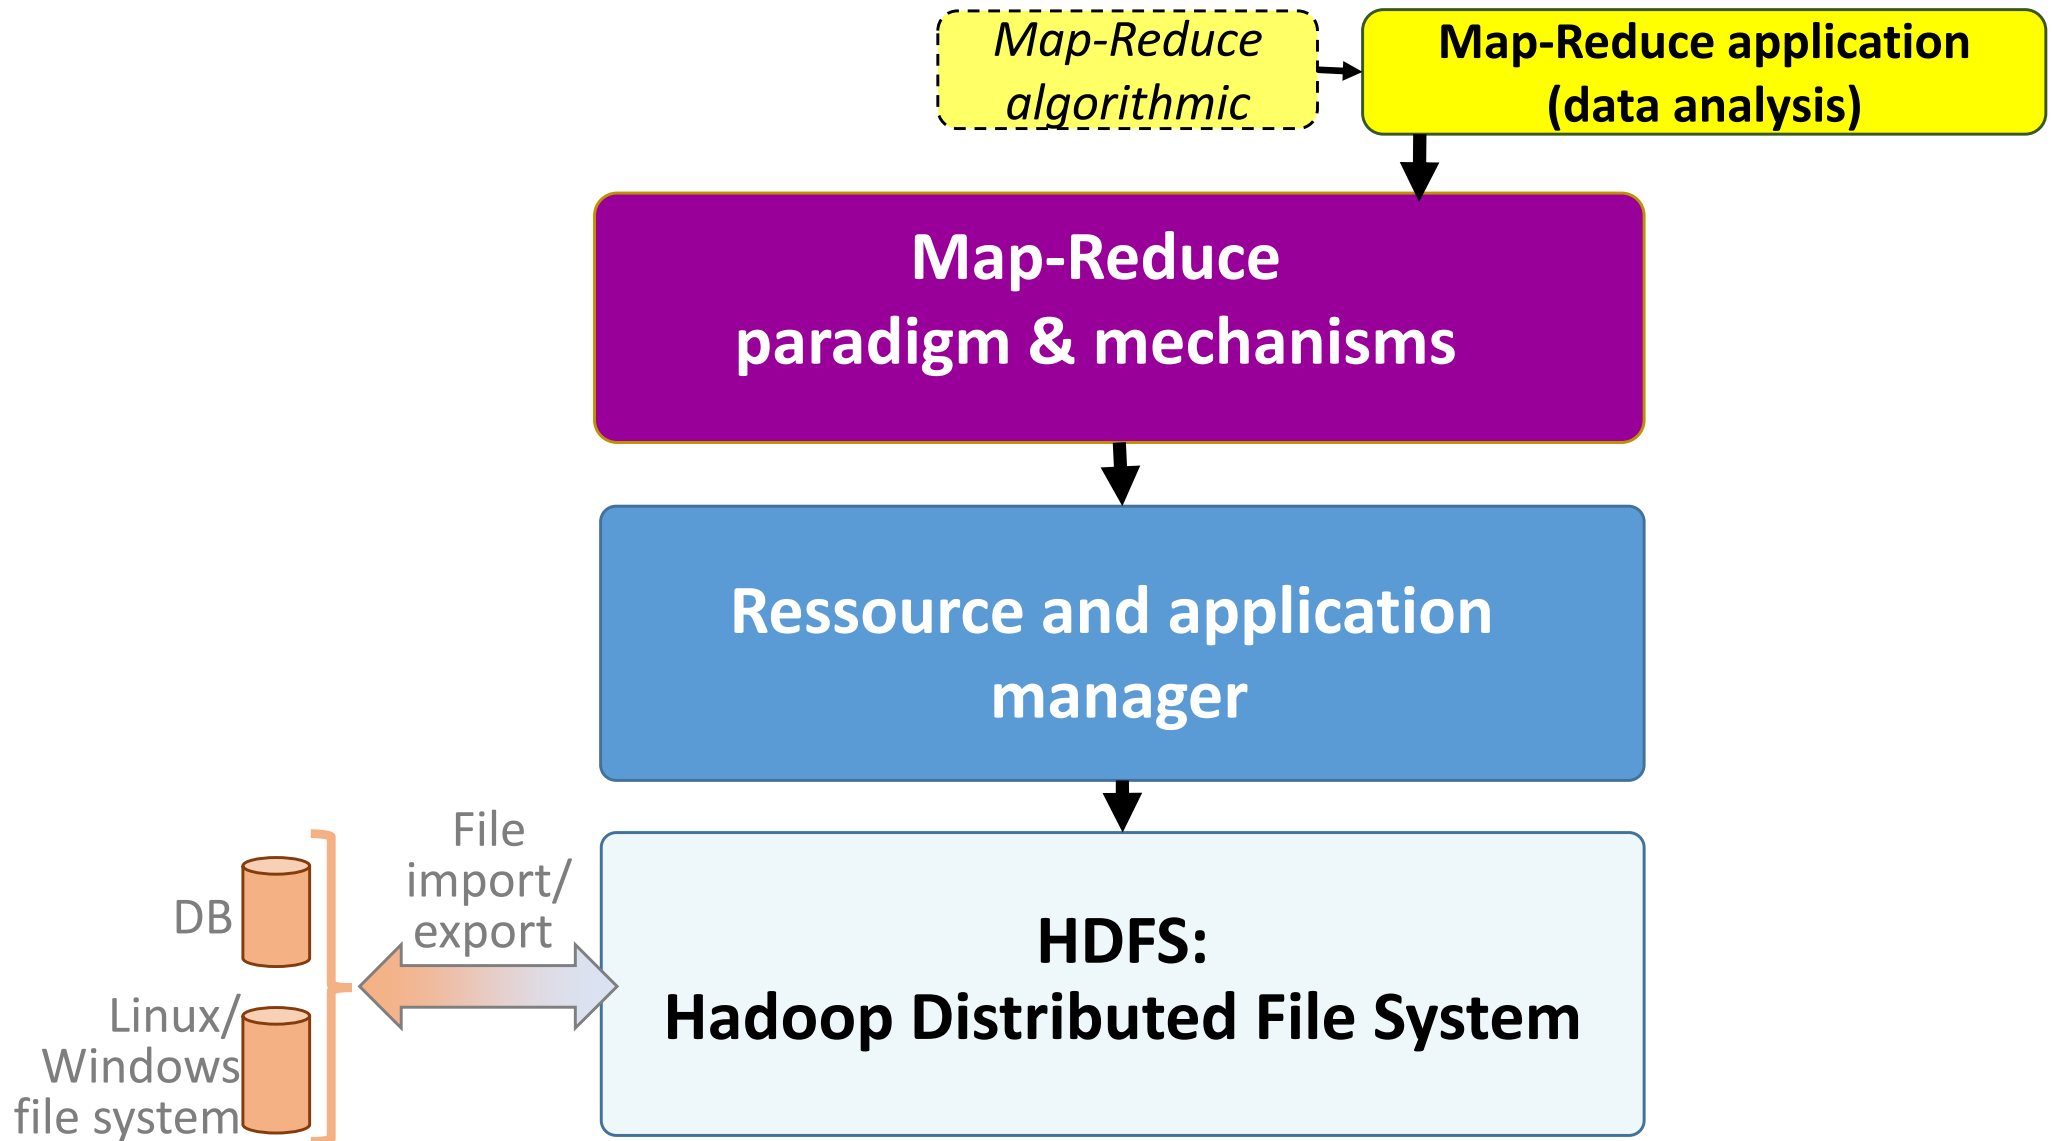 Map-Reduce
algorithmic
Map-Reduce application
(data analysis)
Map-Reduce
paradigm & mechanisms
Ressource and application
manager
File
import/
export
DB
Linux/
Windows
file system
HDFS:
Hadoop Distributed File System